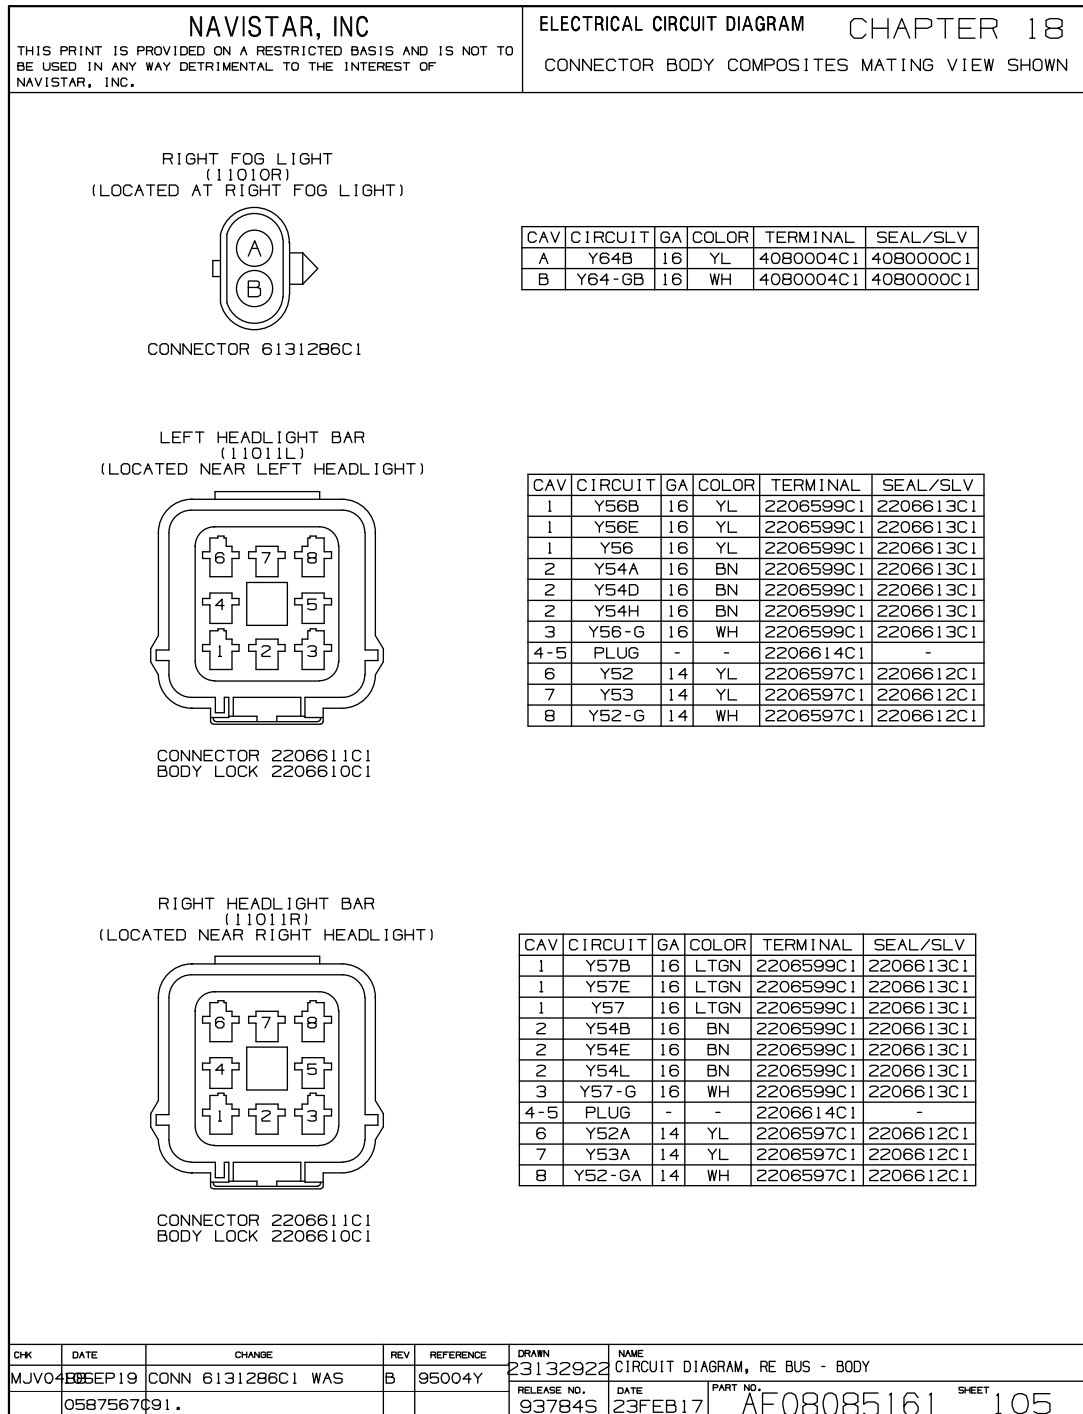 NAVISTAR, INC
THIS PRINT IS PROVIDED ON A RESTRICTED BASIS AND IS NOT TO
BE USED IN ANY WAY DETRIMENTAL TO THE INTEREST OF
NAVISTAR, INC.
ELECTRICAL CIRCUIT DIAGRAM CHAPTER 18
CONNECTOR BODY COMPOSITES MATING VIEW SHOWN
RIGHT FOG LIGHT
(11010R)
(LOCATED AT RIGHT FOG LIGHT)
A
B
CONNECTOR 6131286C1
CAV CIRCUIT GA COLOR TERMINAL SEAL/SLV
A Y64B 16 YL 4080004C1 4080000C1
B Y64-GB 16 WH 4080004C1 4080000C1
LEFT HEADLIGHT BAR
(11011L)
(LOCATED NEAR LEFT HEADLIGHT)
6 7 8
4 5
1 2 3
CONNECTOR 2206611C1
BODY LOCK 2206610C1
CAV CIRCUIT GA COLOR TERMINAL SEAL/SLV
1 Y56B 16 YL 2206599C1 2206613C1
1 Y56E 16 YL 2206599C1 2206613C1
1 Y56 16 YL 2206599C1 2206613C1
2 Y54A 16 BN 2206599C1 2206613C1
2 Y54D 16 BN 2206599C1 2206613C1
2 Y54H 16 BN 2206599C1 2206613C1
3 Y56-G 16 WH 2206599C1 2206613C1
4-5 PLUG - - 2206614C1 -
6 Y52 14 YL 2206597C1 2206612C1
7 Y53 14 YL 2206597C1 2206612C1
8 Y52-G 14 WH 2206597C1 2206612C1
RIGHT HEADLIGHT BAR
(11011R)
(LOCATED NEAR RIGHT HEADLIGHT)
6 7 8
4 5
1 2 3
CONNECTOR 2206611C1
BODY LOCK 2206610C1
CAV CIRCUIT GA COLOR TERMINAL SEAL/SLV
1 Y57B 16 LTGN 2206599C1 2206613C1
1 Y57E 16 LTGN 2206599C1 2206613C1
1 Y57 16 LTGN 2206599C1 2206613C1
2 Y54B 16 BN 2206599C1 2206613C1
2 Y54E 16 BN 2206599C1 2206613C1
2 Y54L 16 BN 2206599C1 2206613C1
3 Y57-G 16 WH 2206599C1 2206613C1
4-5 PLUG - - 2206614C1 -
6 Y52A 14 YL 2206597C1 2206612C1
7 Y53A 14 YL 2206597C1 2206612C1
8 Y52-GA 14 WH 2206597C1 2206612C1
CHK DATE CHANGE REV REFERENCE
CONN 6131286C1 WAS B 95004Y
0587567C91.
DRAWN 23132922
NAME CIRCUIT DIAGRAM, RE BUS - BODY
RELEASE NO. 93784S
DATE 23FEB17
PART NO. AF08085161
SHEET 105